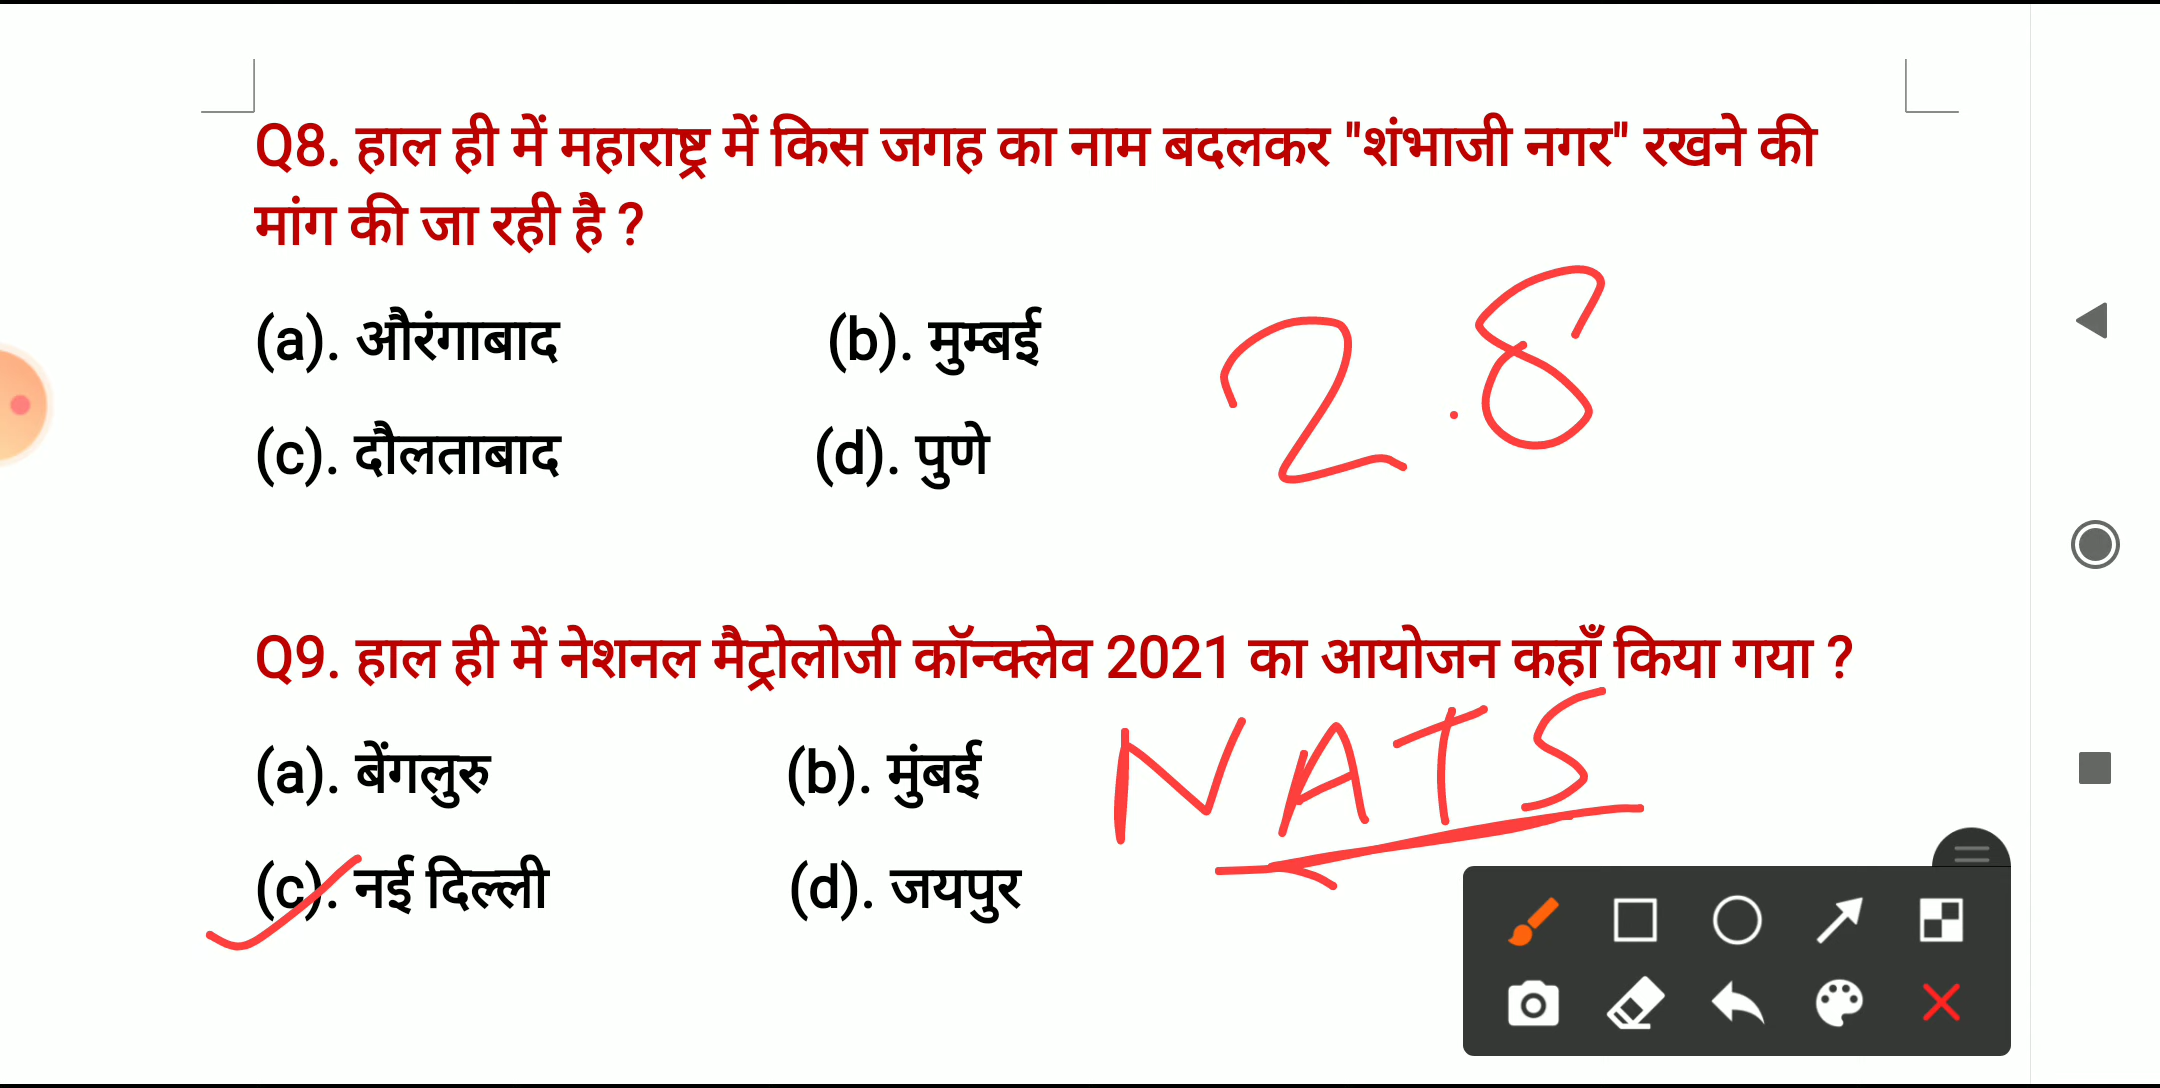 Q8. हाल ही में महाराष्ट्र में किस जगह का नाम बदलकर "शंभाजी नगर" रखने की
मांग की जा रही है ?
(a). औरंगाबाद (b). मुम्बई
2.8
(c). दौलताबाद (d). पुणे
Q9. हाल ही में नेशनल मैट्रोलोजी कॉन्क्लेव 2021 का आयोजन कहाँ किया गया ?
(a). बेंगलुरु (b). मुंबई
NATS
(c). नई दिल्ली (d). जयपुर